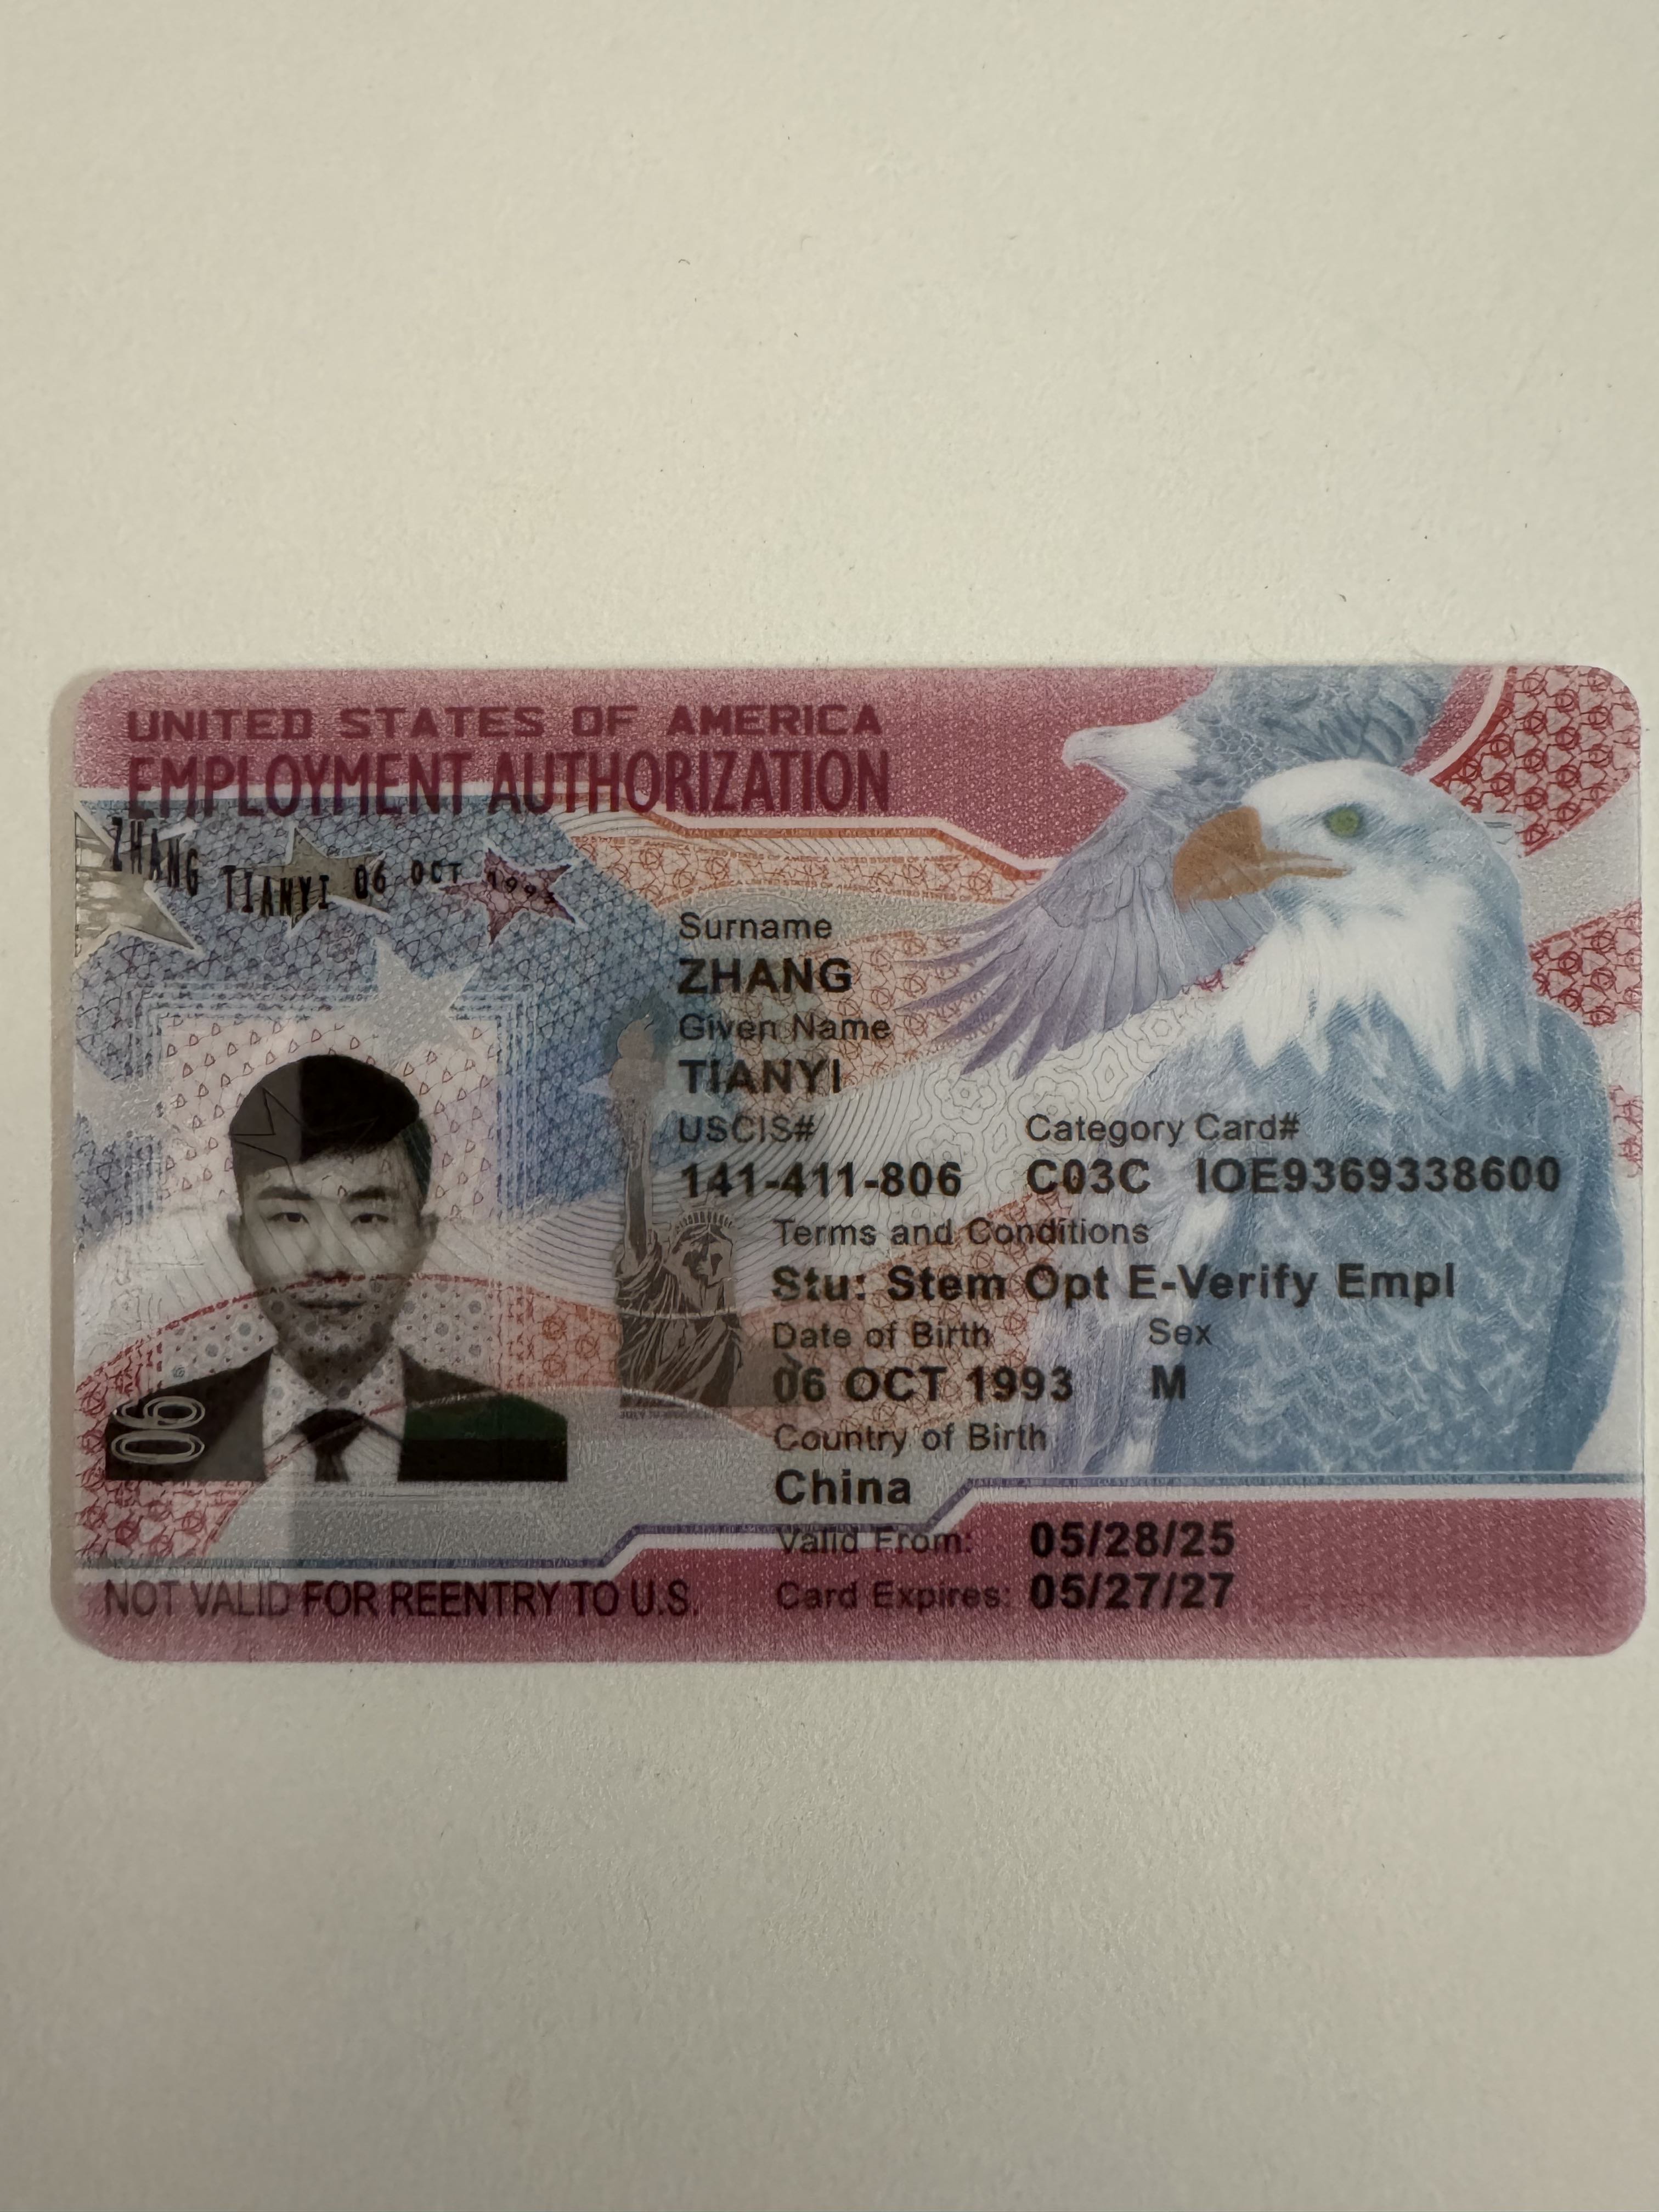 UNITED STATES OF AMERICA
EMPLOYMENT AUTHORIZATION
ZHANG TIANYI 06 OCT 1993
Surname
ZHANG
Given Name
TIANYI
USCIS# Category Card#
141-411-806 C03C IOE9369338600
Terms and Conditions
Stu: Stem Opt E-Verify Empl
Date of Birth Sex
06 OCT 1993 M
Country of Birth
China
Valid From: 05/28/25
Card Expires: 05/27/27
NOT VALID FOR REENTRY TO U.S.